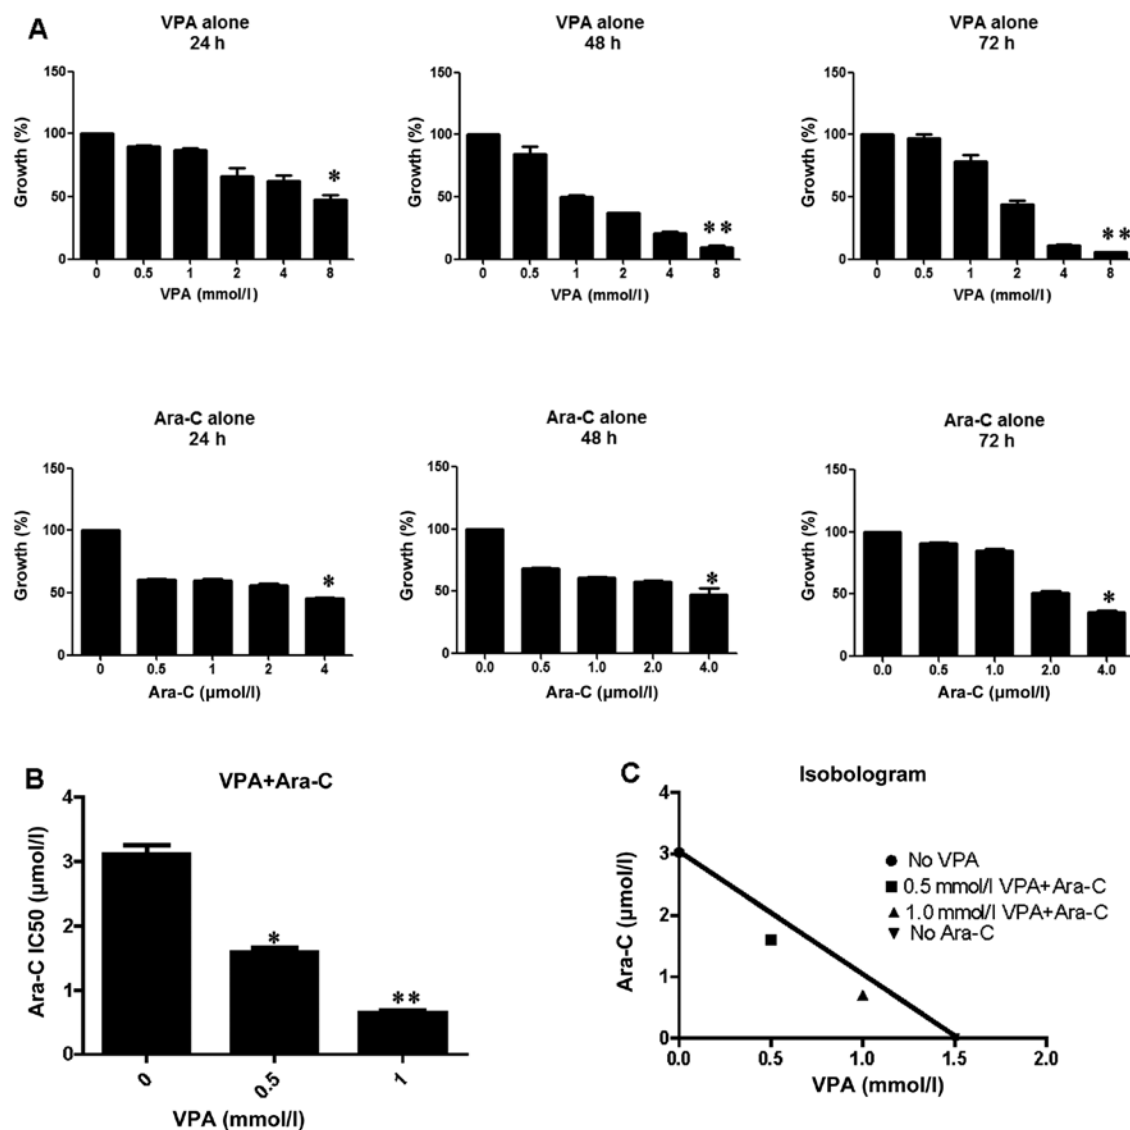 A
VPA alone
24 h
VPA alone
48 h
VPA alone
72 h
Growth (%)
150
100
50
0
0 0.5 1 2 4 8
VPA (mmol/l)
*
Growth (%)
150
100
50
0
0 0.5 1 2 4 8
VPA (mmol/l)
**
Growth (%)
150
100
50
0
0 0.5 1 2 4 8
VPA (mmol/l)
**
Ara-C alone
24 h
Ara-C alone
48 h
Ara-C alone
72 h
Growth (%)
150
100
50
0
0 0.5 1 2 4
Ara-C (µmol/l)
*
Growth (%)
150
100
50
0
0.0 0.5 1.0 2.0 4.0
Ara-C (µmol/l)
*
Growth (%)
150
100
50
0
0.0 0.5 1.0 2.0 4.0
Ara-C (µmol/l)
*
B
VPA+Ara-C
Ara-C IC50 (µmol/l)
4
3
2
1
0
*
**
0 0.5 1
VPA (mmol/l)
C
Isobologram
Ara-C (µmol/l)
4
3
2
1
0
No VPA
0.5 mmol/l VPA+Ara-C
1.0 mmol/l VPA+Ara-C
No Ara-C
0.0 0.5 1.0 1.5 2.0
VPA (mmol/l)